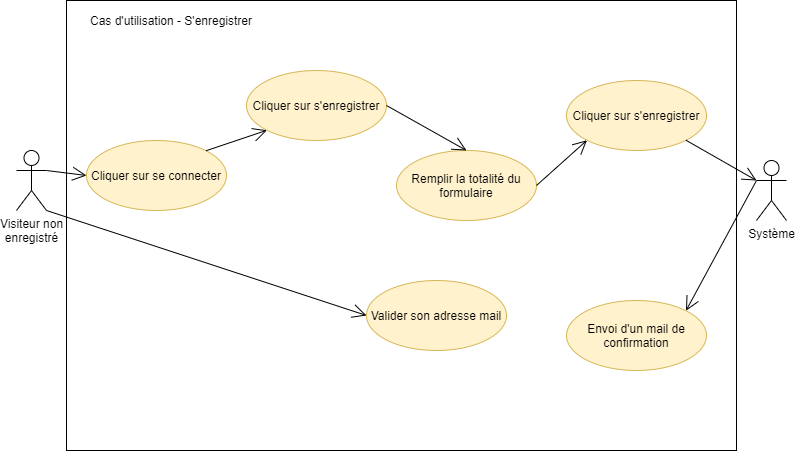 Cas d'utilisation - S'enregistrer
Cliquer sur s'enregistrer
Cliquer sur s'enregistrer
Cliquer sur se connecter
Remplir la totalité du
formulaire
Visiteur non
enregistré
Système
Valider son adresse mail
Envoi d'un mail de
confirmation